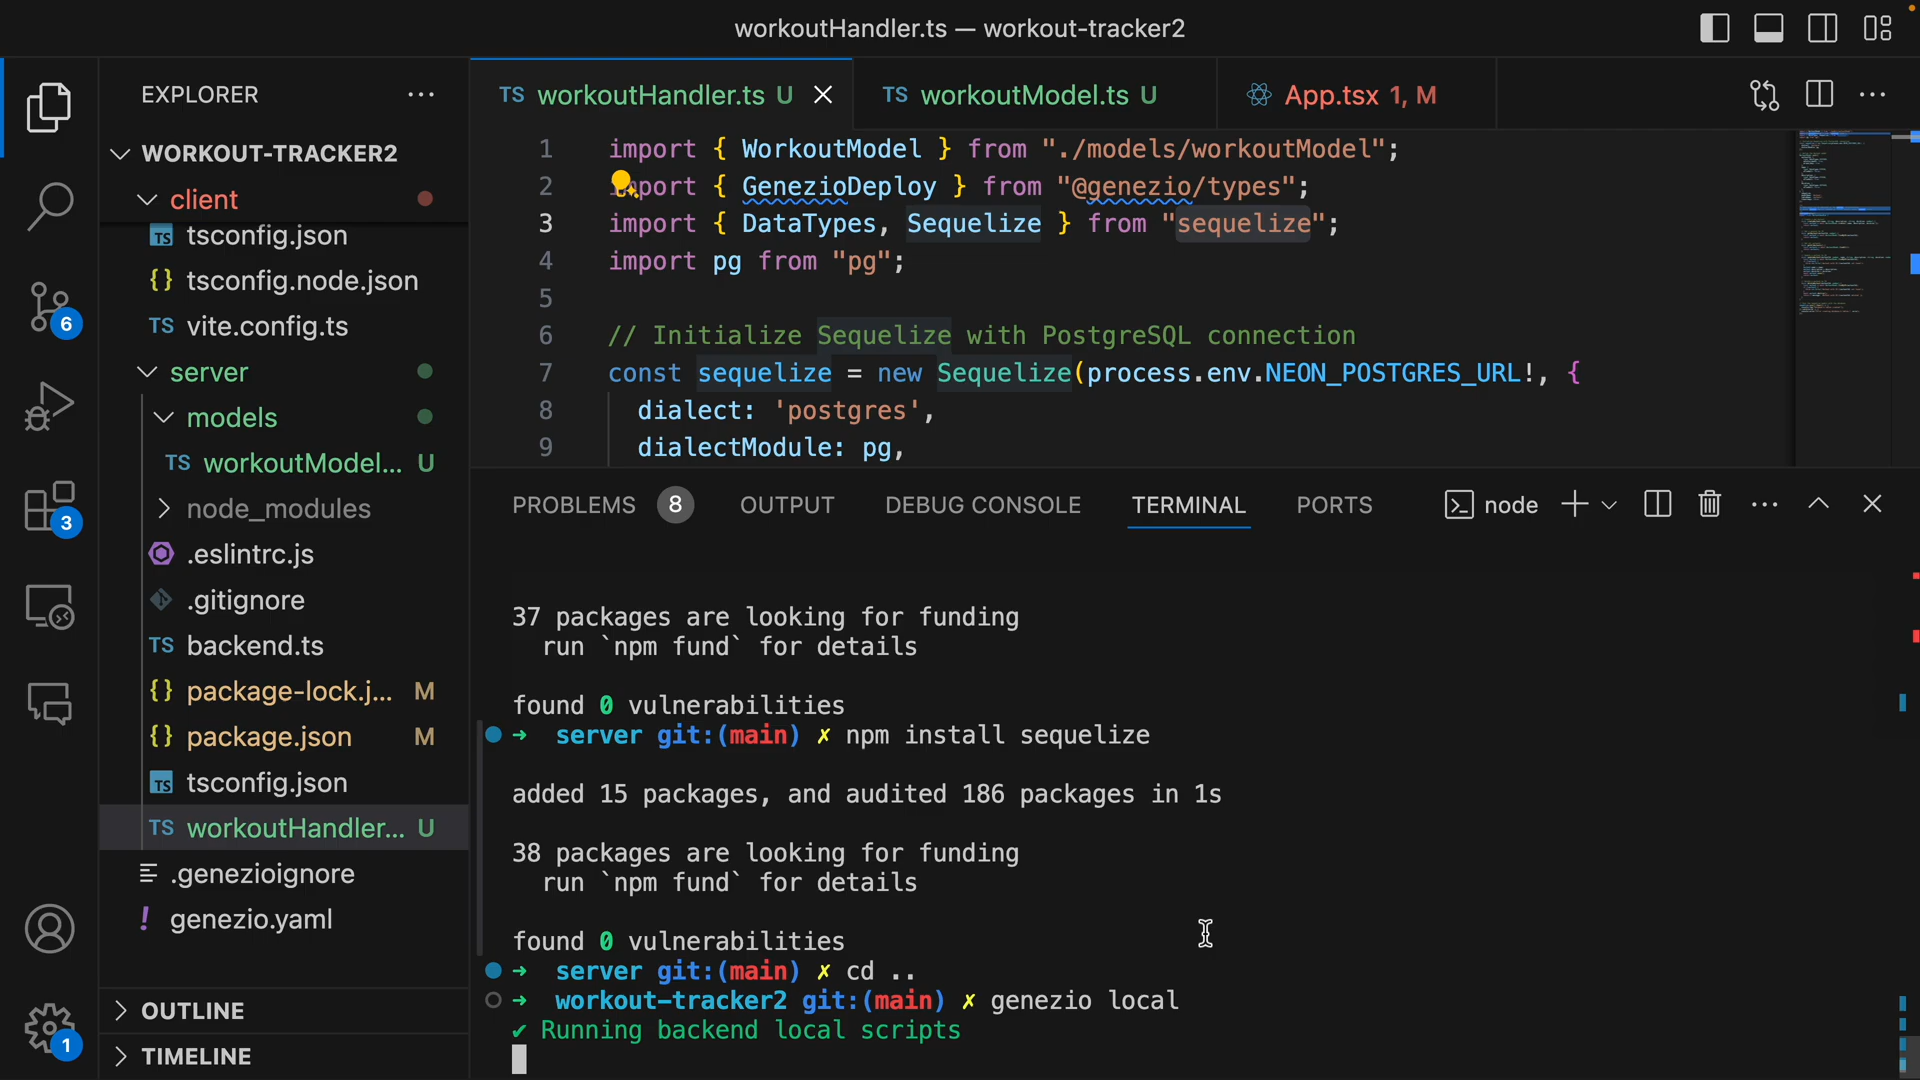 workoutHandler.ts — workout-tracker2
EXPLORER
WORKOUT-TRACKER2
client
tsconfig.json
tsconfig.node.json
vite.config.ts
server
models
workoutModel... U
node_modules
.eslintrc.js
.gitignore
backend.ts
package-lock.j... M
package.json M
tsconfig.json
workoutHandler... U
.genezioignore
genezio.yaml
OUTLINE
TIMELINE
6
3
1
TS workoutHandler.ts U
TS workoutModel.ts U
App.tsx 1, M
1 import { WorkoutModel } from "./models/workoutModel";
2 import { GenezioDeploy } from "@genezio/types";
3 import { DataTypes, Sequelize } from "sequelize";
4 import pg from "pg";
5
6 // Initialize Sequelize with PostgreSQL connection
7 const sequelize = new Sequelize(process.env.NEON_POSTGRES_URL!, {
8 dialect: 'postgres',
9 dialectModule: pg,
PROBLEMS 8 OUTPUT DEBUG CONSOLE TERMINAL PORTS node
37 packages are looking for funding
run `npm fund` for details
found 0 vulnerabilities
➜ server git:(main) ✗ npm install sequelize
added 15 packages, and audited 186 packages in 1s
38 packages are looking for funding
run `npm fund` for details
found 0 vulnerabilities
➜ server git:(main) ✗ cd ..
➜ workout-tracker2 git:(main) ✗ genezio local
✔ Running backend local scripts